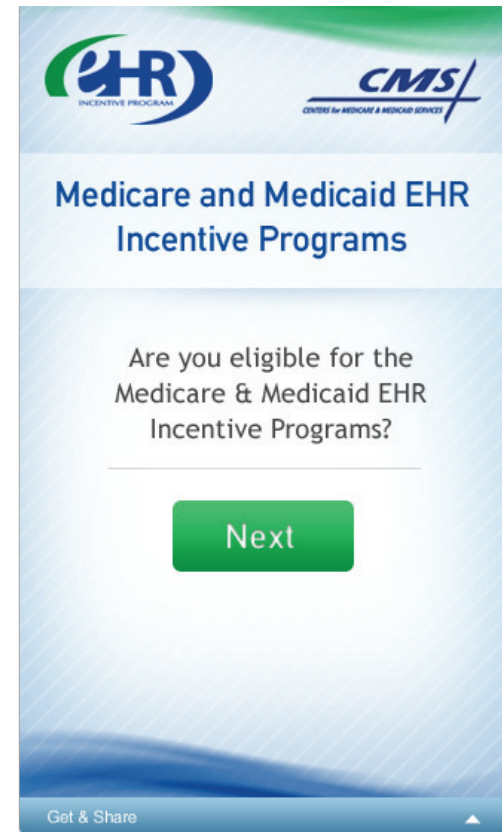 eHR
INCENTIVE PROGRAM
CMS
CENTERS for MEDICARE & MEDICAID SERVICES
Medicare and Medicaid EHR
Incentive Programs
Are you eligible for the
Medicare & Medicaid EHR
Incentive Programs?
Next
Get & Share